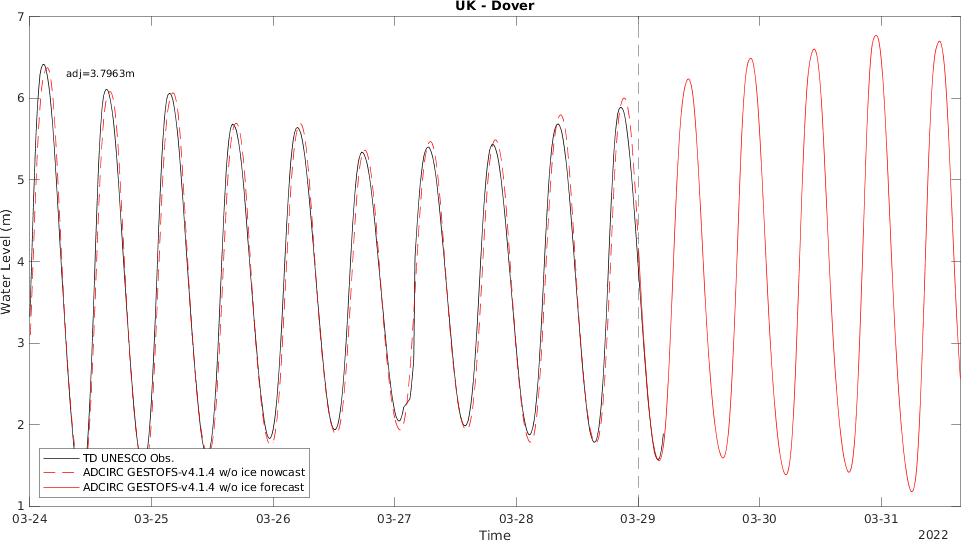 UK - Dover
adj=3.7963m
7
6
5
4
3
2
1
Water Level (m)
TD UNESCO Obs.
ADCIRC GESTOFS-v4.1.4 w/o ice nowcast
ADCIRC GESTOFS-v4.1.4 w/o ice forecast
03-24 03-25 03-26 03-27 03-28 03-29 03-30 03-31
Time
2022